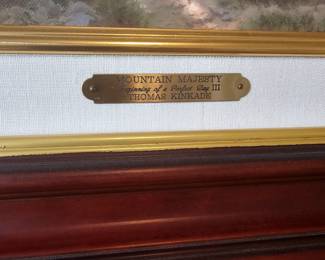 MOUNTAIN MAJESTY
Beginning of a Perfect Day III
THOMAS KINKADE